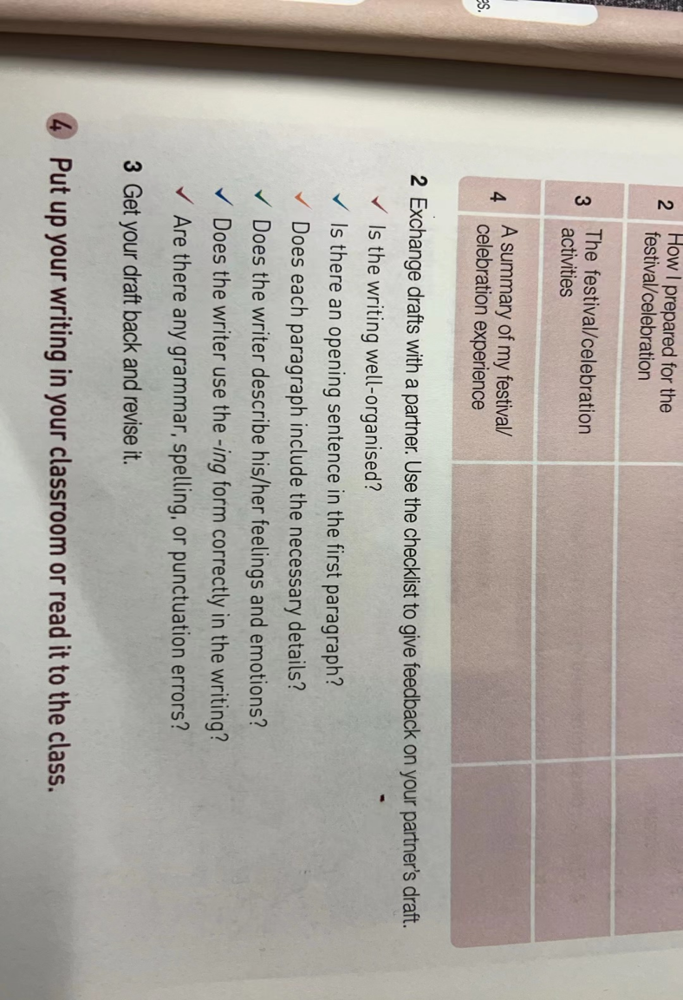 es.
2 How I prepared for the
festival/celebration
3 The festival/celebration
activities
4 A summary of my festival/
celebration experience
2 Exchange drafts with a partner. Use the checklist to give feedback on your partner's draft.
✓ Is the writing well-organised?
✓ Is there an opening sentence in the first paragraph?
✓ Does each paragraph include the necessary details?
✓ Does the writer describe his/her feelings and emotions?
✓ Does the writer use the -ing form correctly in the writing?
✓ Are there any grammar, spelling, or punctuation errors?
3 Get your draft back and revise it.
4 Put up your writing in your classroom or read it to the class.